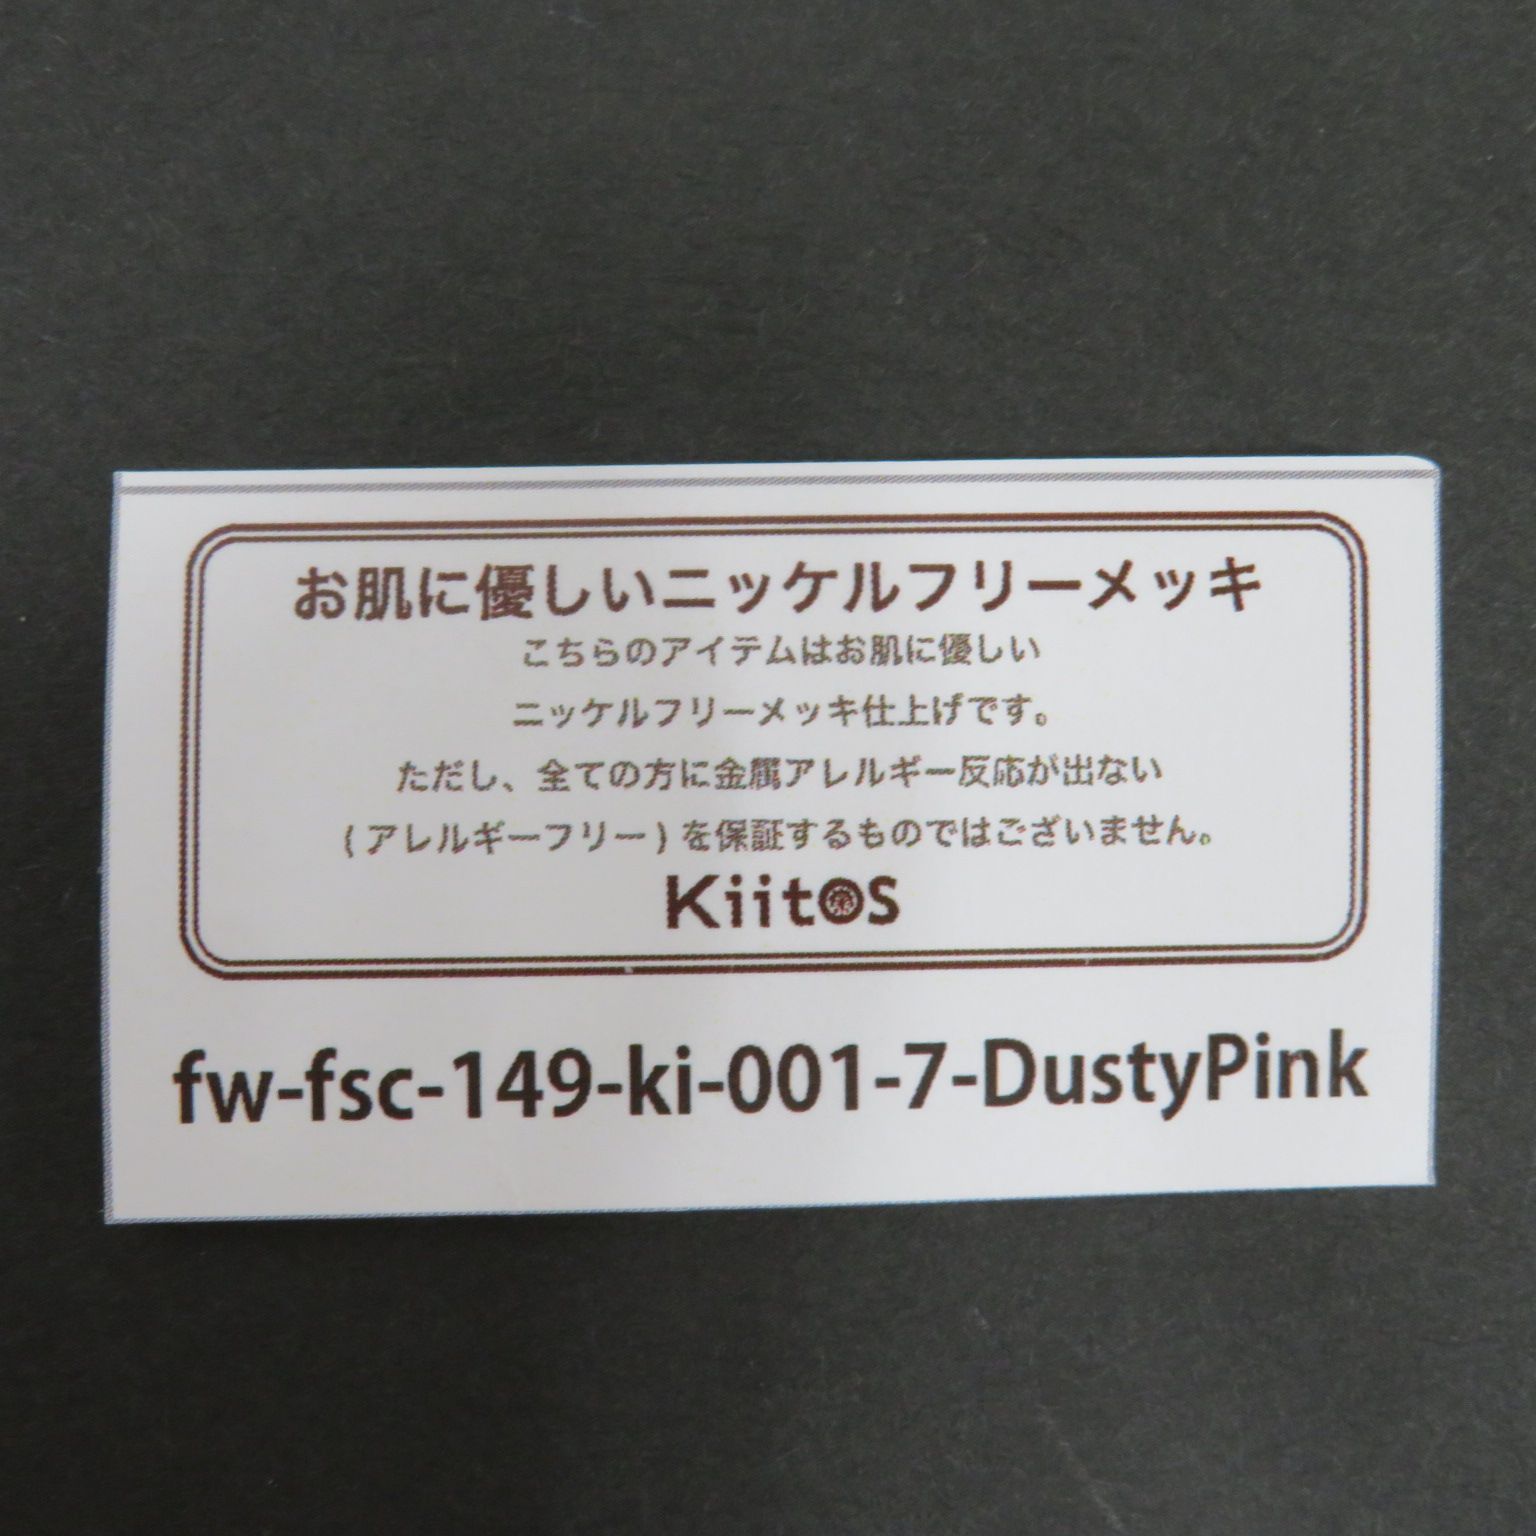 お肌に優しいニッケルフリーメッキ
こちらのアイテムはお肌に優しい
ニッケルフリーメッキ仕上げです。
ただし、全ての方に金属アレルギー反応が出ない
(アレルギーフリー)を保証するものではございません。
Kiitos
fw-fsc-149-ki-001-7-DustyPink